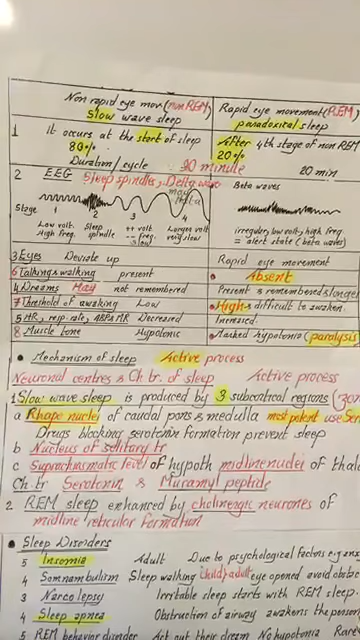 Non rapid eye mov(non REM) Rapid eye movement(REM)
Slow wave sleep paradoxical sleep
1 it occurs at the start of sleep After 4th stage of non REM
80% 20%
Duration/cycle 90 minute 20 min
2 EEG Sleep spindles, Delta wave Beta waves
Stage 1 2 3 4
Low volt. Sleep ++ volt. Longest volt irregular, low volt, high freq.
High freq. spindle -- freq. very slow = alert state (beta waves)
3 Eyes Deviate up Rapid eye movement
6 Talking & walking present Absent
4 Dreams May not remembered Present & remembered & longer
7 Threshold of awaking Low High & difficult to awaken
5 HR, resp. rate, ABP & MR Decreased Increased
8 Muscle tone Hypotonic Marked hypotonia (paralysis
• Mechanism of sleep Active process
Neuronal centres & Ch tr. of sleep Active process
1 Slow wave sleep is produced by 3 subcortical regions
a Rhape nuclei of caudal pons & medulla most potent use
Drugs blocking serotonin formation prevent sleep
b Nucleus of solitary tr
c Suprachiasmatic level of hypoth midline nuclei of
Ch. tr Serotonin & Muramyl peptide
2 REM sleep enhanced by cholinergic neurones of
midline reticular formation
• Sleep Disorders
5 Insomia Adult Due to psychological factors e.g
4 Somnambulism Sleep walking child/adult eye opened avoid
3 Narcolepsy Irritable sleep starts with REM sleep.
4 Sleep apnea Obstruction of airway awakens the
5 REM behavior Act out their dream No hypotonia